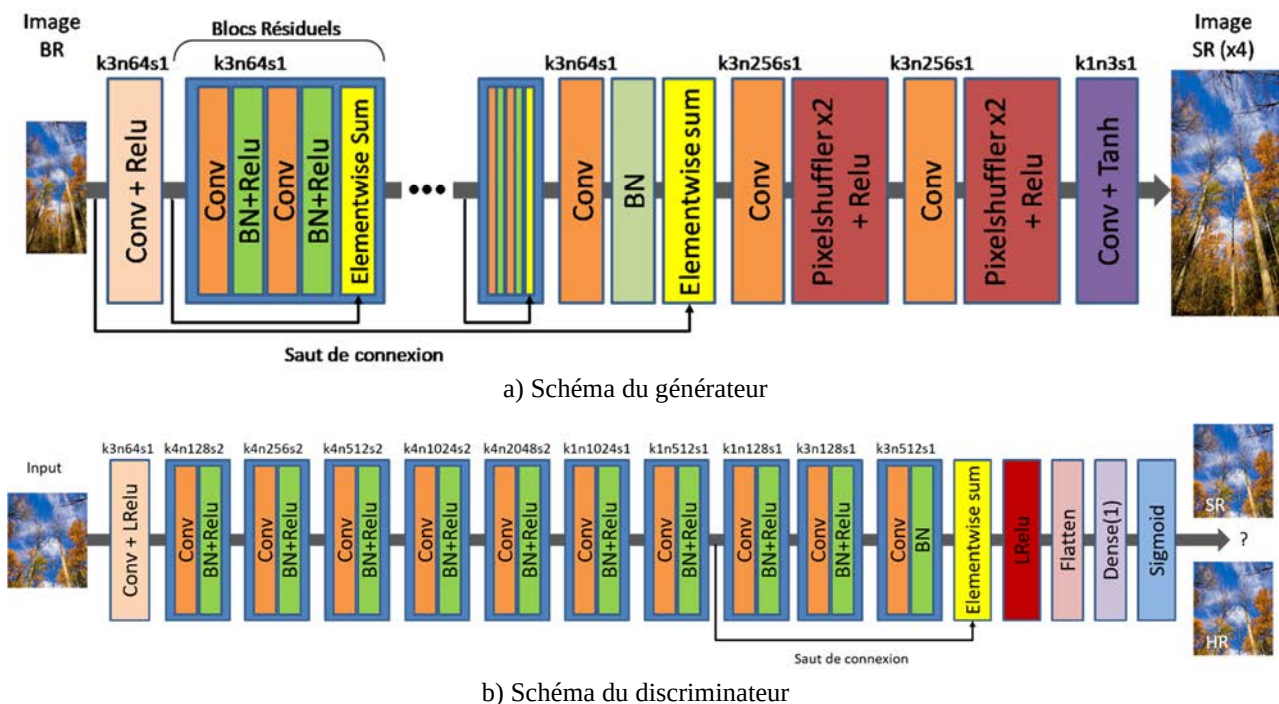 Image
BR
Blocs Résiduels
Image
SR (x4)
k3n64s1
k3n64s1
k3n64s1
k3n256s1
k3n256s1
k1n3s1
Conv + Relu
Conv
BN+Relu
Conv
BN+Relu
Elementwise Sum
Conv
BN
Elementwise sum
Conv
Pixelshuffler x2
+ Relu
Conv
Pixelshuffler x2
+ Relu
Conv + Tanh
Saut de connexion
a) Schéma du générateur
k3n64s1
k4n128s2
k4n256s2
k4n512s2
k4n1024s2
k4n2048s2
k1n1024s1
k1n512s1
k1n128s1
k3n128s1
k3n512s1
Input
Conv + LRelu
Conv
BN+Relu
Conv
BN+Relu
Conv
BN+Relu
Conv
BN+Relu
Conv
BN+Relu
Conv
BN+Relu
Conv
BN+Relu
Conv
BN+Relu
Conv
BN+Relu
Conv
BN
Elementwise sum
LRelu
Flatten
Dense(1)
Sigmoid
SR
?
HR
Saut de connexion
b) Schéma du discriminateur